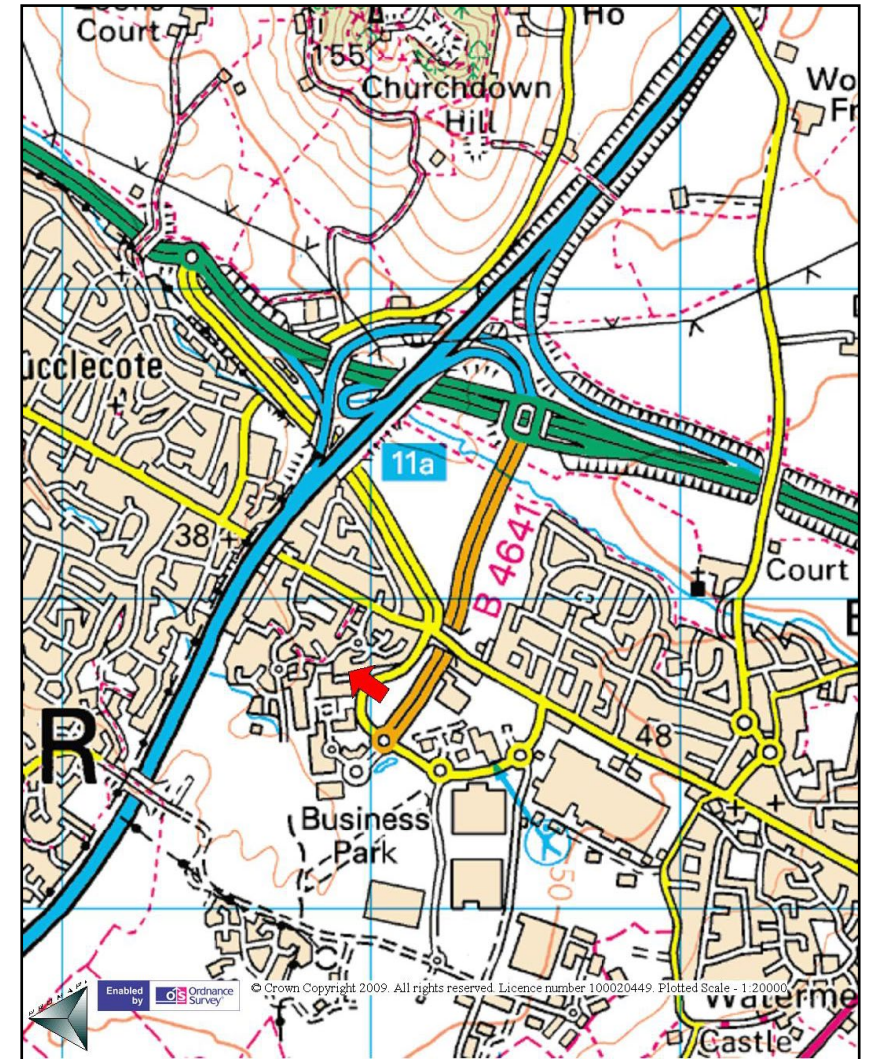 Court
Ho
155
Churchdown
Hill
Wo
Fr
ucclecote
11a
38
B 4641
Court
E
R
48
Business
Park
50
Enabled
by
Ordnance
Survey
© Crown Copyright 2009. All rights reserved. Licence number 100020449. Plotted Scale - 1:20000
Waterme
Castle